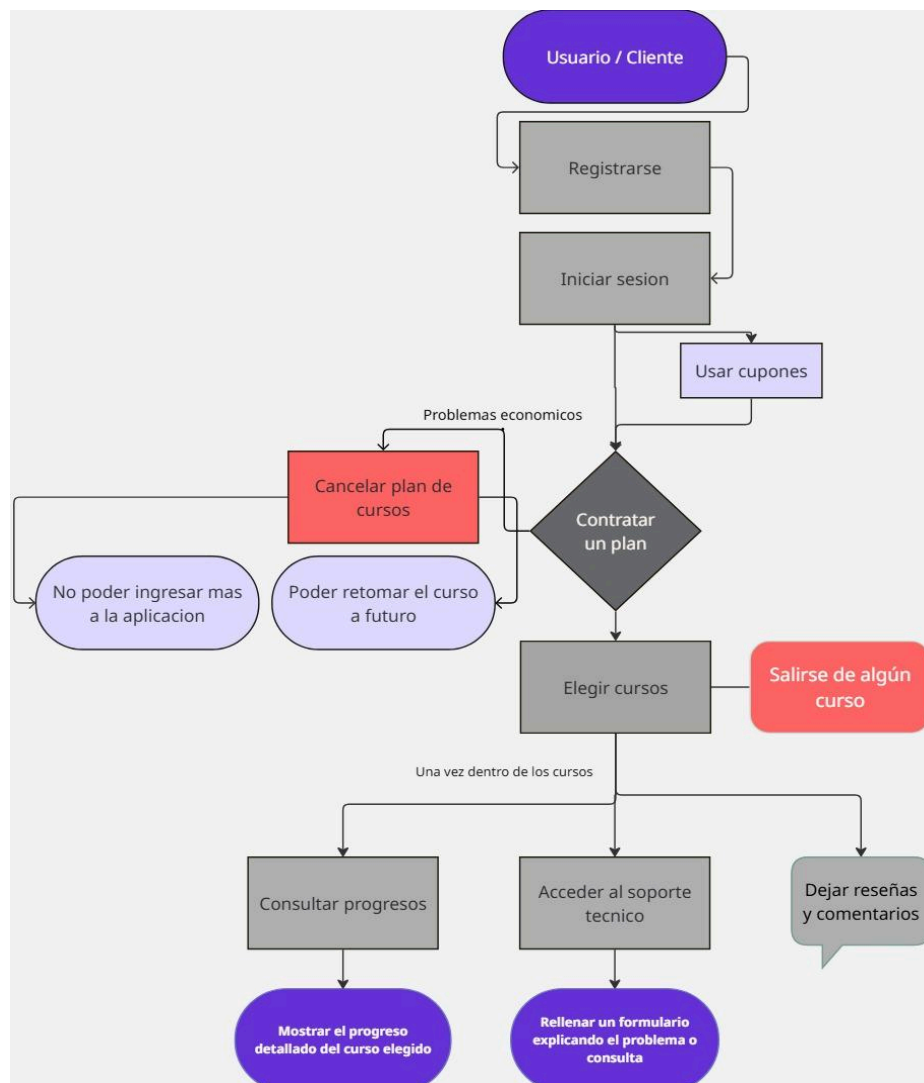 Usuario / Cliente
Registrarse
Iniciar sesion
Usar cupones
Problemas economicos
Cancelar plan de
cursos
Contratar
un plan
No poder ingresar mas
a la aplicacion
Poder retomar el curso
a futuro
Elegir cursos
Salirse de algún
curso
Una vez dentro de los cursos
Consultar progresos
Acceder al soporte
tecnico
Dejar reseñas
y comentarios
Mostrar el progreso
detallado del curso elegido
Rellenar un formulario
explicando el problema o
consulta